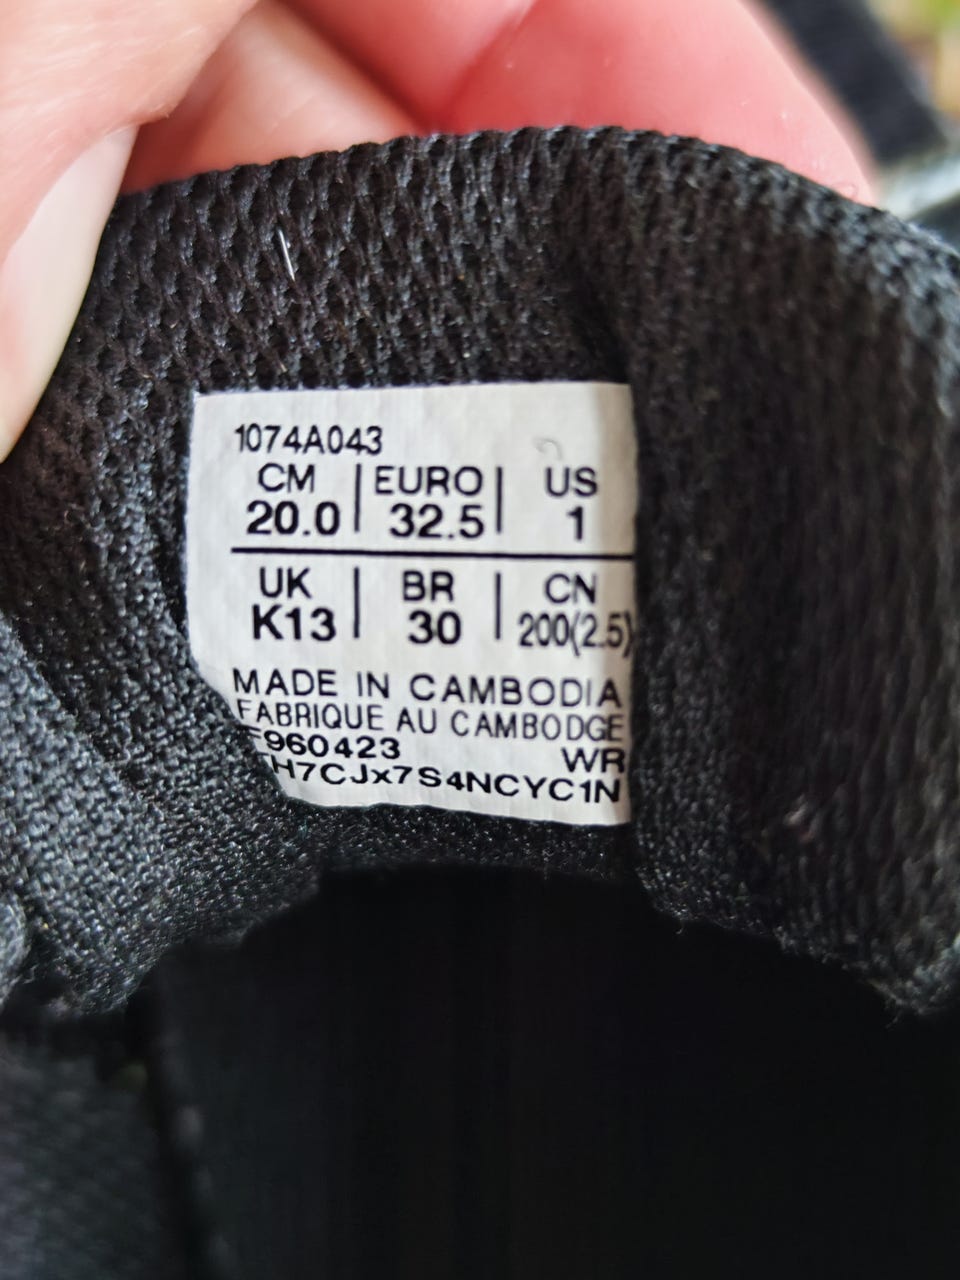 1074A043
CM | EURO | US
20.0 | 32.5 | 1
UK | BR | CN
K13 | 30 | 200(2.5)
MADE IN CAMBODIA
FABRIQUE AU CAMBODGE
F960423 WR
H7CJx7S4NCYC1N